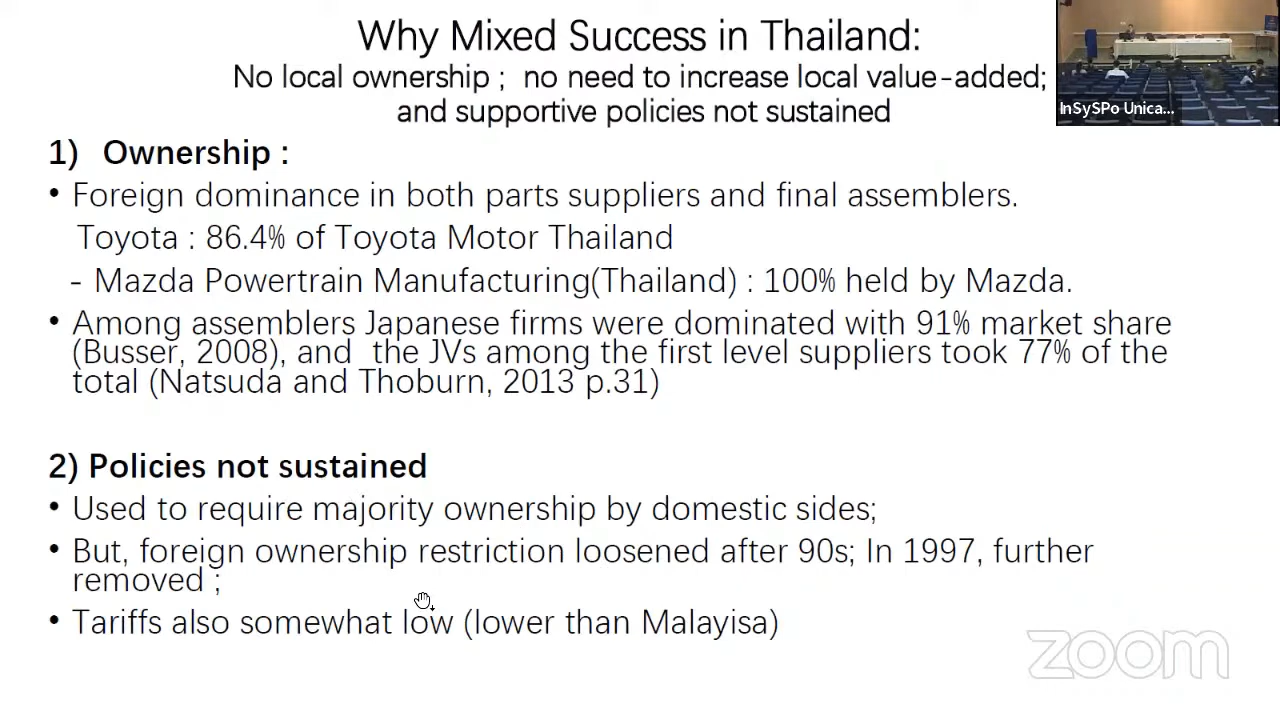 Why Mixed Success in Thailand:
No local ownership ; no need to increase local value-added;
and supportive policies not sustained
InSySPo Unica...
1) Ownership :
• Foreign dominance in both parts suppliers and final assemblers.
Toyota : 86.4% of Toyota Motor Thailand
- Mazda Powertrain Manufacturing(Thailand) : 100% held by Mazda.
• Among assemblers Japanese firms were dominated with 91% market share
(Busser, 2008), and the JVs among the first level suppliers took 77% of the
total (Natsuda and Thoburn, 2013 p.31)
2) Policies not sustained
• Used to require majority ownership by domestic sides;
• But, foreign ownership restriction loosened after 90s; In 1997, further
removed ;
• Tariffs also somewhat low (lower than Malayisa)
zoom